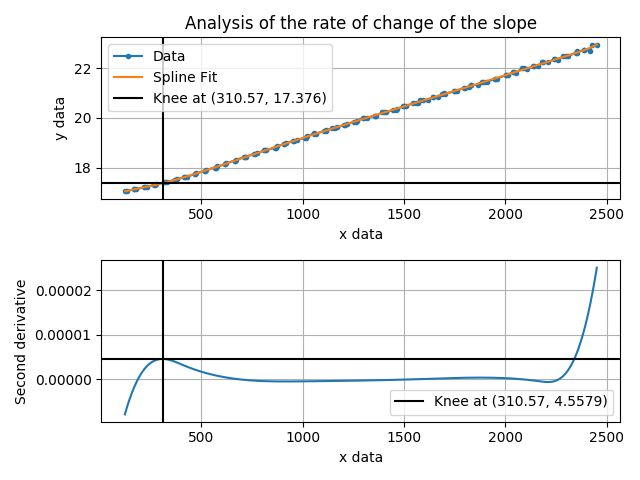 Analysis of the rate of change of the slope
Data
Spline Fit
Knee at (310.57, 17.376)
22
20
18
y data
500 1000 1500 2000 2500
x data
0.00002
0.00001
0.00000
Second derivative
Knee at (310.57, 4.5579)
500 1000 1500 2000 2500
x data